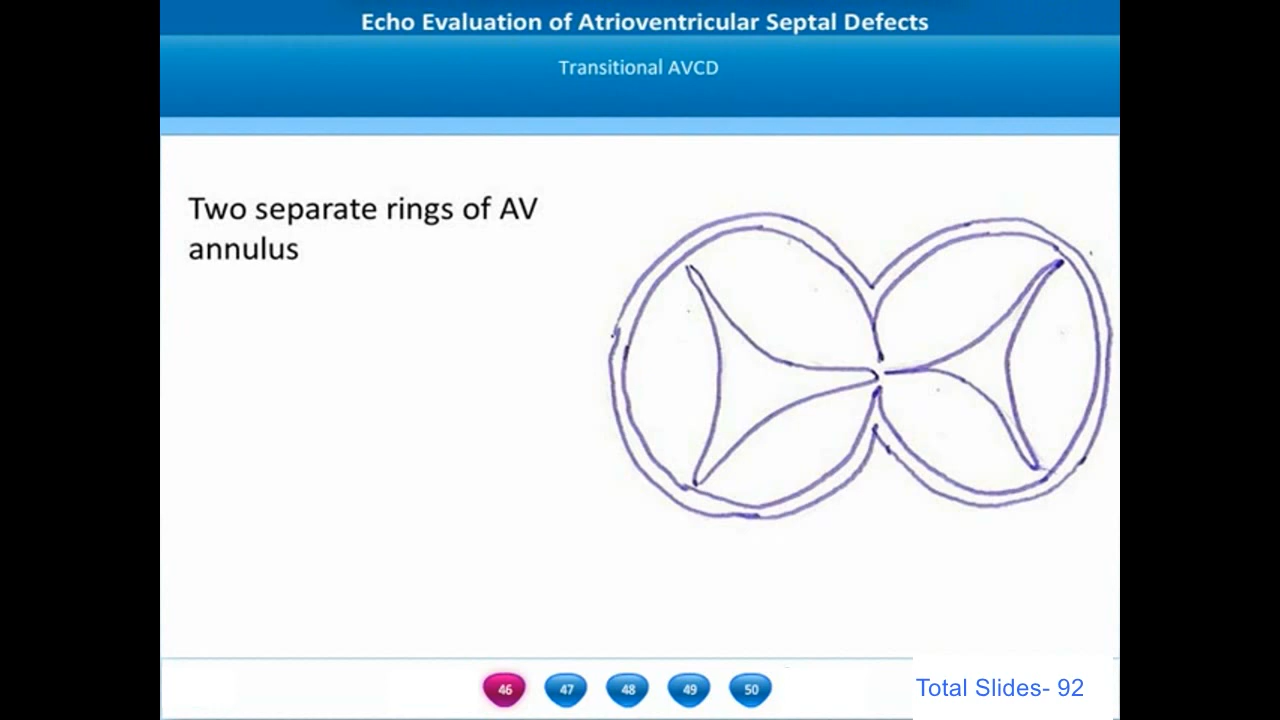 Echo Evaluation of Atrioventricular Septal Defects
Transitional AVCD
Two separate rings of AV
annulus
46 47 48 49 50
Total Slides- 92